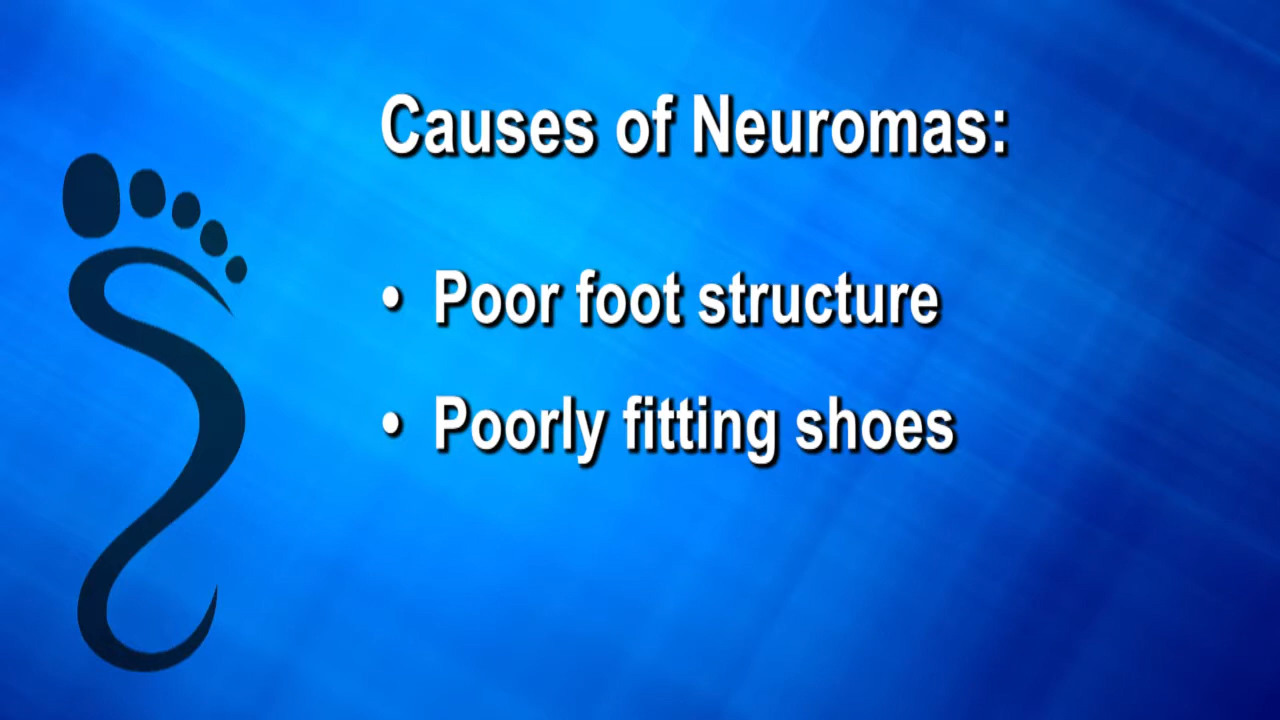 Causes of Neuromas:
• Poor foot structure
• Poorly fitting shoes